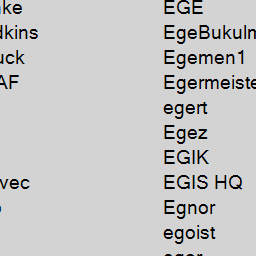 ke EGE
dkins EgeBukulm
uck Egemen1
AF Egermeiste
egert
Egez
EGIK
vec EGIS HQ
Egnor
egoist